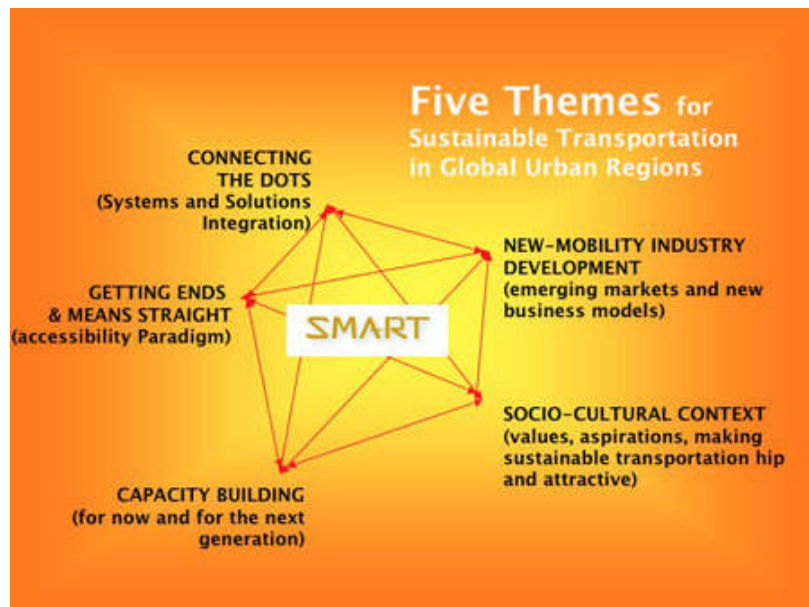 Five Themes for
Sustainable Transportation
in Global Urban Regions
CONNECTING
THE DOTS
(Systems and Solutions
Integration)
NEW-MOBILITY INDUSTRY
DEVELOPMENT
(emerging markets and new
business models)
GETTING ENDS
& MEANS STRAIGHT
(accessibility Paradigm)
SMART
SOCIO-CULTURAL CONTEXT
(values, aspirations, making
sustainable transportation hip
and attractive)
CAPACITY BUILDING
(for now and for the next
generation)